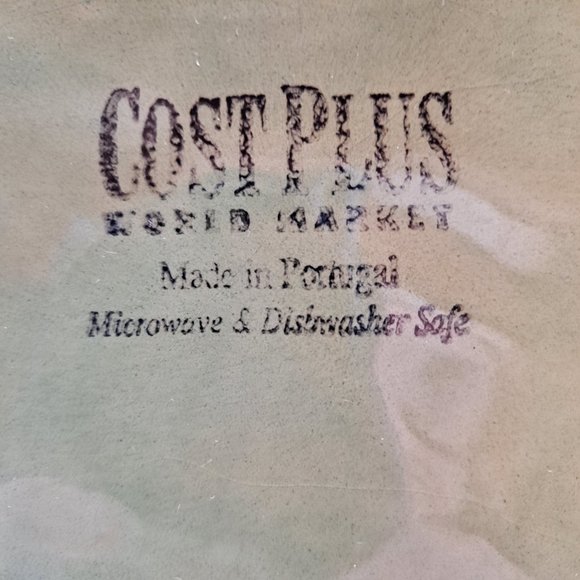 COST PLUS
WORLD MARKET
Made in Portugal
Microwave & Dishwasher Safe